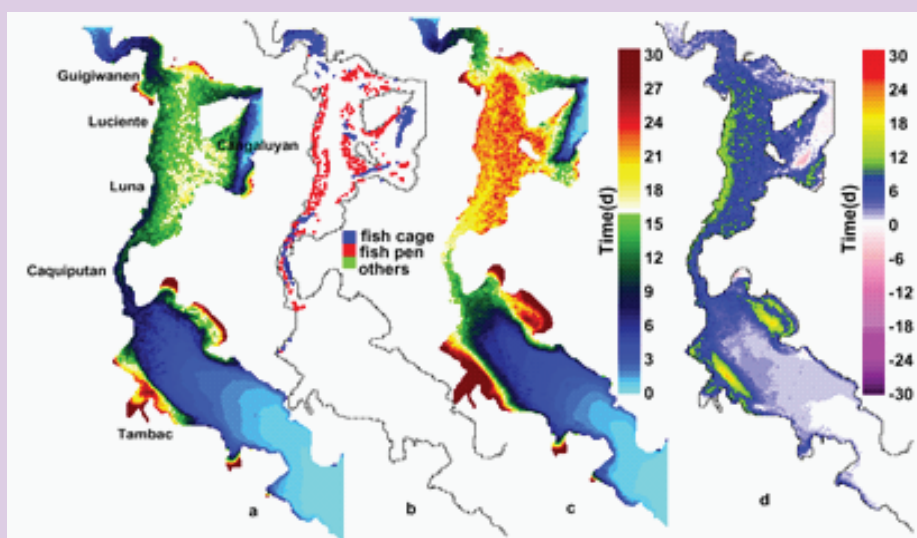 Guigiwanen
Luciente
Cangaluyan
Luna
Caquiputan
Tambac
fish cage
fish pen
others
30
27
24
21
18
15
12
9
6
3
0
Time(d)
30
24
18
12
6
0
-6
-12
-18
-24
-30
Time(d)
a
b
c
d